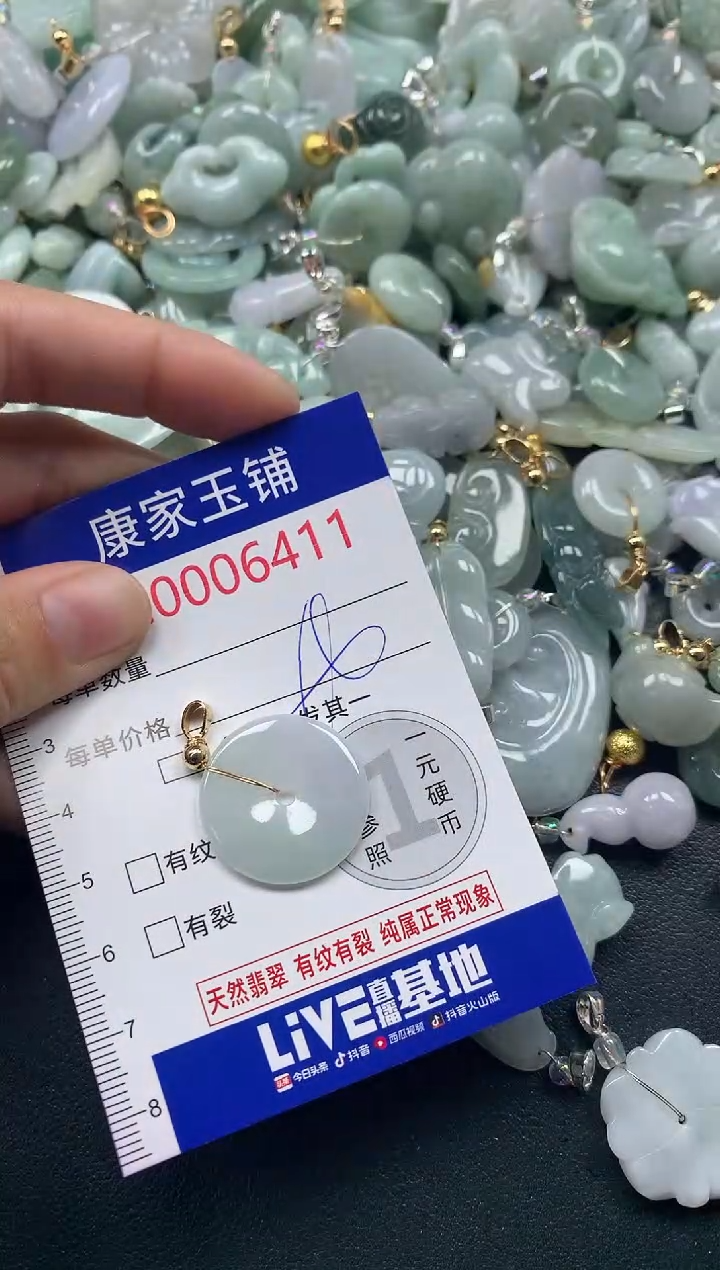 康家玉铺
0006411
每单数量
每单价格
发其一
一元硬币
1
参照
有纹
有裂
3
4
5
6
7
8
天然翡翠 有纹有裂 纯属正常现象
LiVE直播基地
头条 今日头条 抖音 西瓜视频 抖音火山版